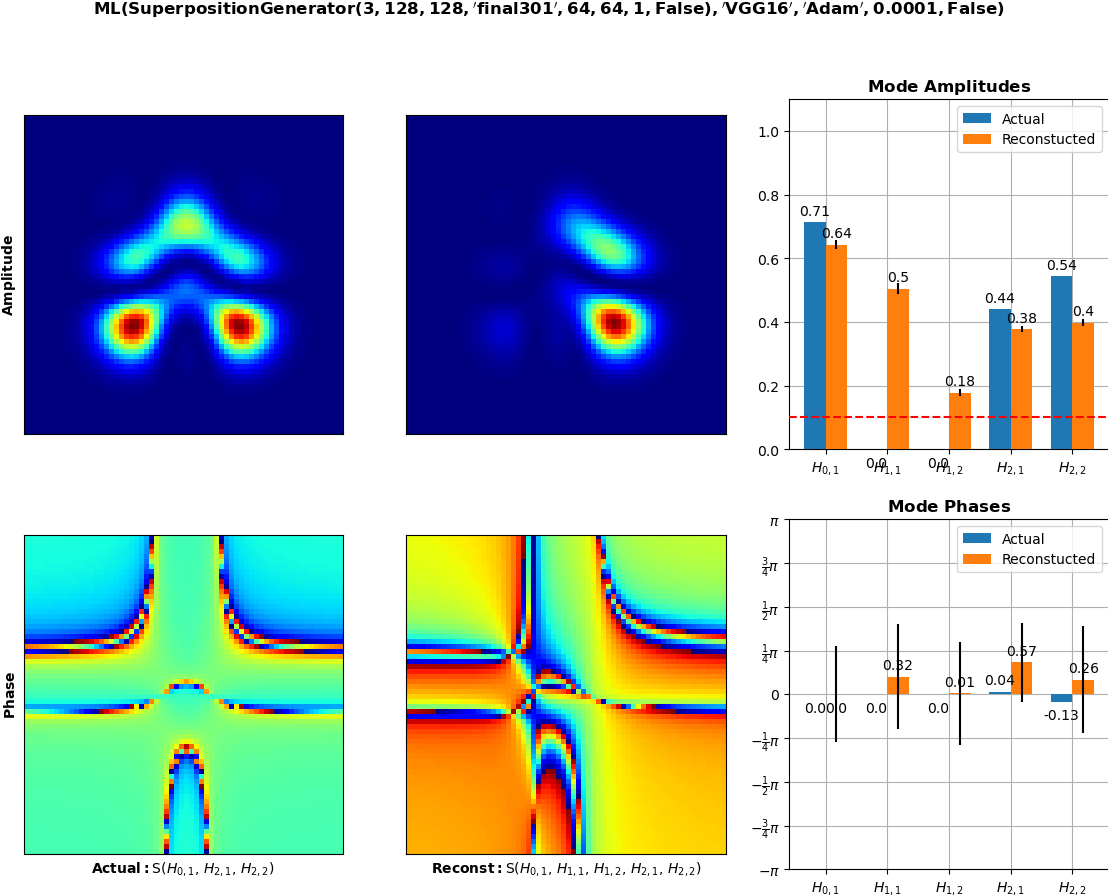 ML(SuperpositionGenerator(3, 128, 128, 'final301', 64, 64, 1, False), 'VGG16', 'Adam', 0.0001, False)
Amplitude
Mode Amplitudes
Actual
Reconstucted
1.0
0.8
0.6
0.4
0.2
0.0
0.71
0.64
0.0
0.5
0.0
0.18
0.44
0.38
0.54
0.4
H0,1 H1,1 H1,2 H2,1 H2,2
Phase
Actual: S(H0,1, H2,1, H2,2)
Reconst: S(H0,1, H1,1, H1,2, H2,1, H2,2)
Mode Phases
Actual
Reconstucted
π
3/4π
1/2π
1/4π
0
−1/4π
−1/2π
−3/4π
−π
0.0
0.32
0.0
0.01
0.04
0.57
-0.13
0.26
H0,1 H1,1 H1,2 H2,1 H2,2